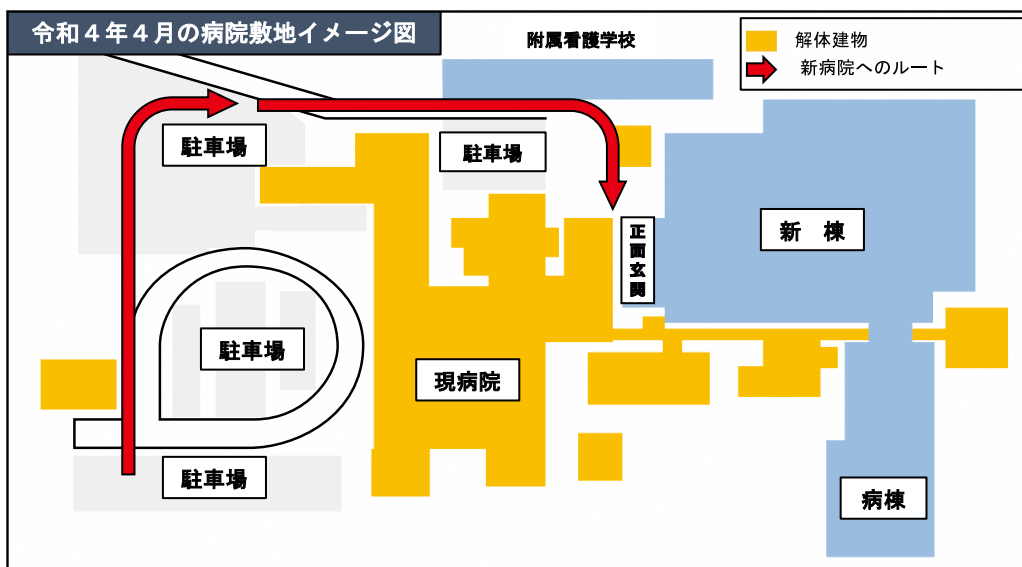 令和４年４月の病院敷地イメージ図
附属看護学校
解体建物
新病院へのルート
駐車場
駐車場
新　棟
正面玄関
駐車場
現病院
駐車場
病棟